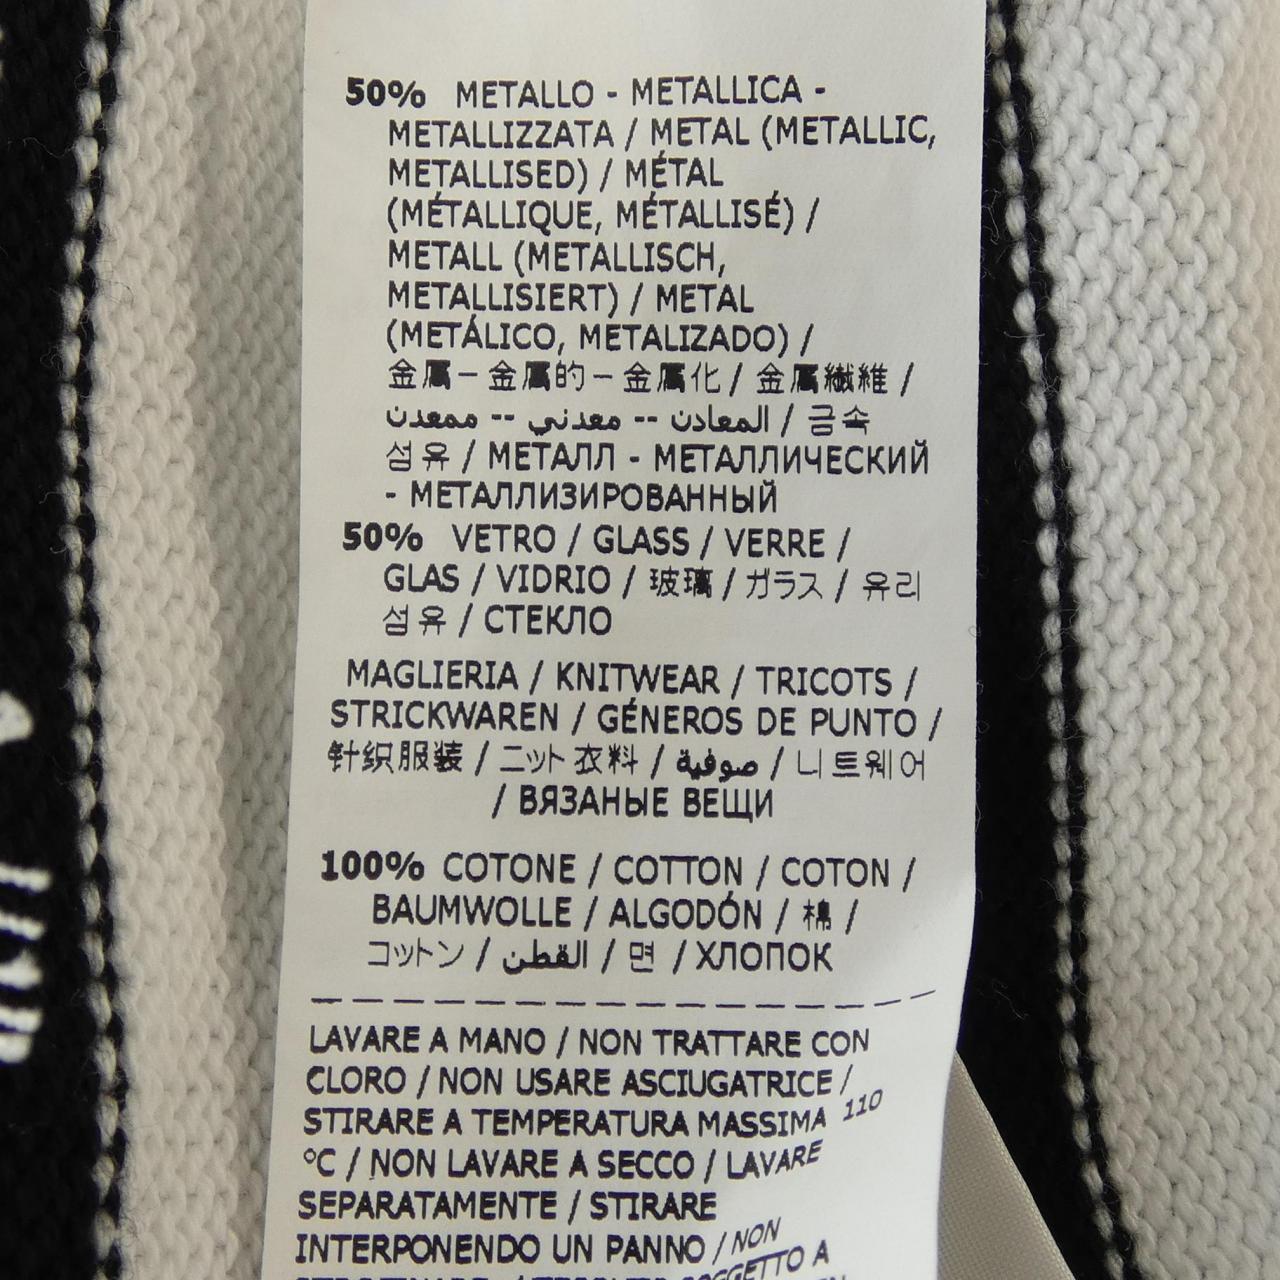 50% METALLO - METALLICA -
METALLIZZATA / METAL (METALLIC,
METALLISED) / MÉTAL
(MÉTALLIQUE, MÉTALLISÉ) /
METALL (METALLISCH,
METALLISIERT) / METAL
(METÁLICO, METALIZADO) /
金属－金属的－金属化 / 金属繊維 /
المعادن -- معدني -- ممعدن / 금속
섬유 / МЕТАЛЛ - МЕТАЛЛИЧЕСКИЙ
- МЕТАЛЛИЗИРОВАННЫЙ
50% VETRO / GLASS / VERRE /
GLAS / VIDRIO / 玻璃 / ガラス / 유리
섬유 / СТЕКЛО
MAGLIERIA / KNITWEAR / TRICOTS /
STRICKWAREN / GÉNEROS DE PUNTO /
针织服装 / ニット衣料 / صوفية / 니트웨어
/ ВЯЗАНЫЕ ВЕЩИ
100% COTONE / COTTON / COTON /
BAUMWOLLE / ALGODÓN / 棉 /
コットン / القطن / 면 / ХЛОПОК
LAVARE A MANO / NON TRATTARE CON
CLORO / NON USARE ASCIUGATRICE /
STIRARE A TEMPERATURA MASSIMA 110
°C / NON LAVARE A SECCO / LAVARE
SEPARATAMENTE / STIRARE
INTERPONENDO UN PANNO / NON
SOGGETTO A